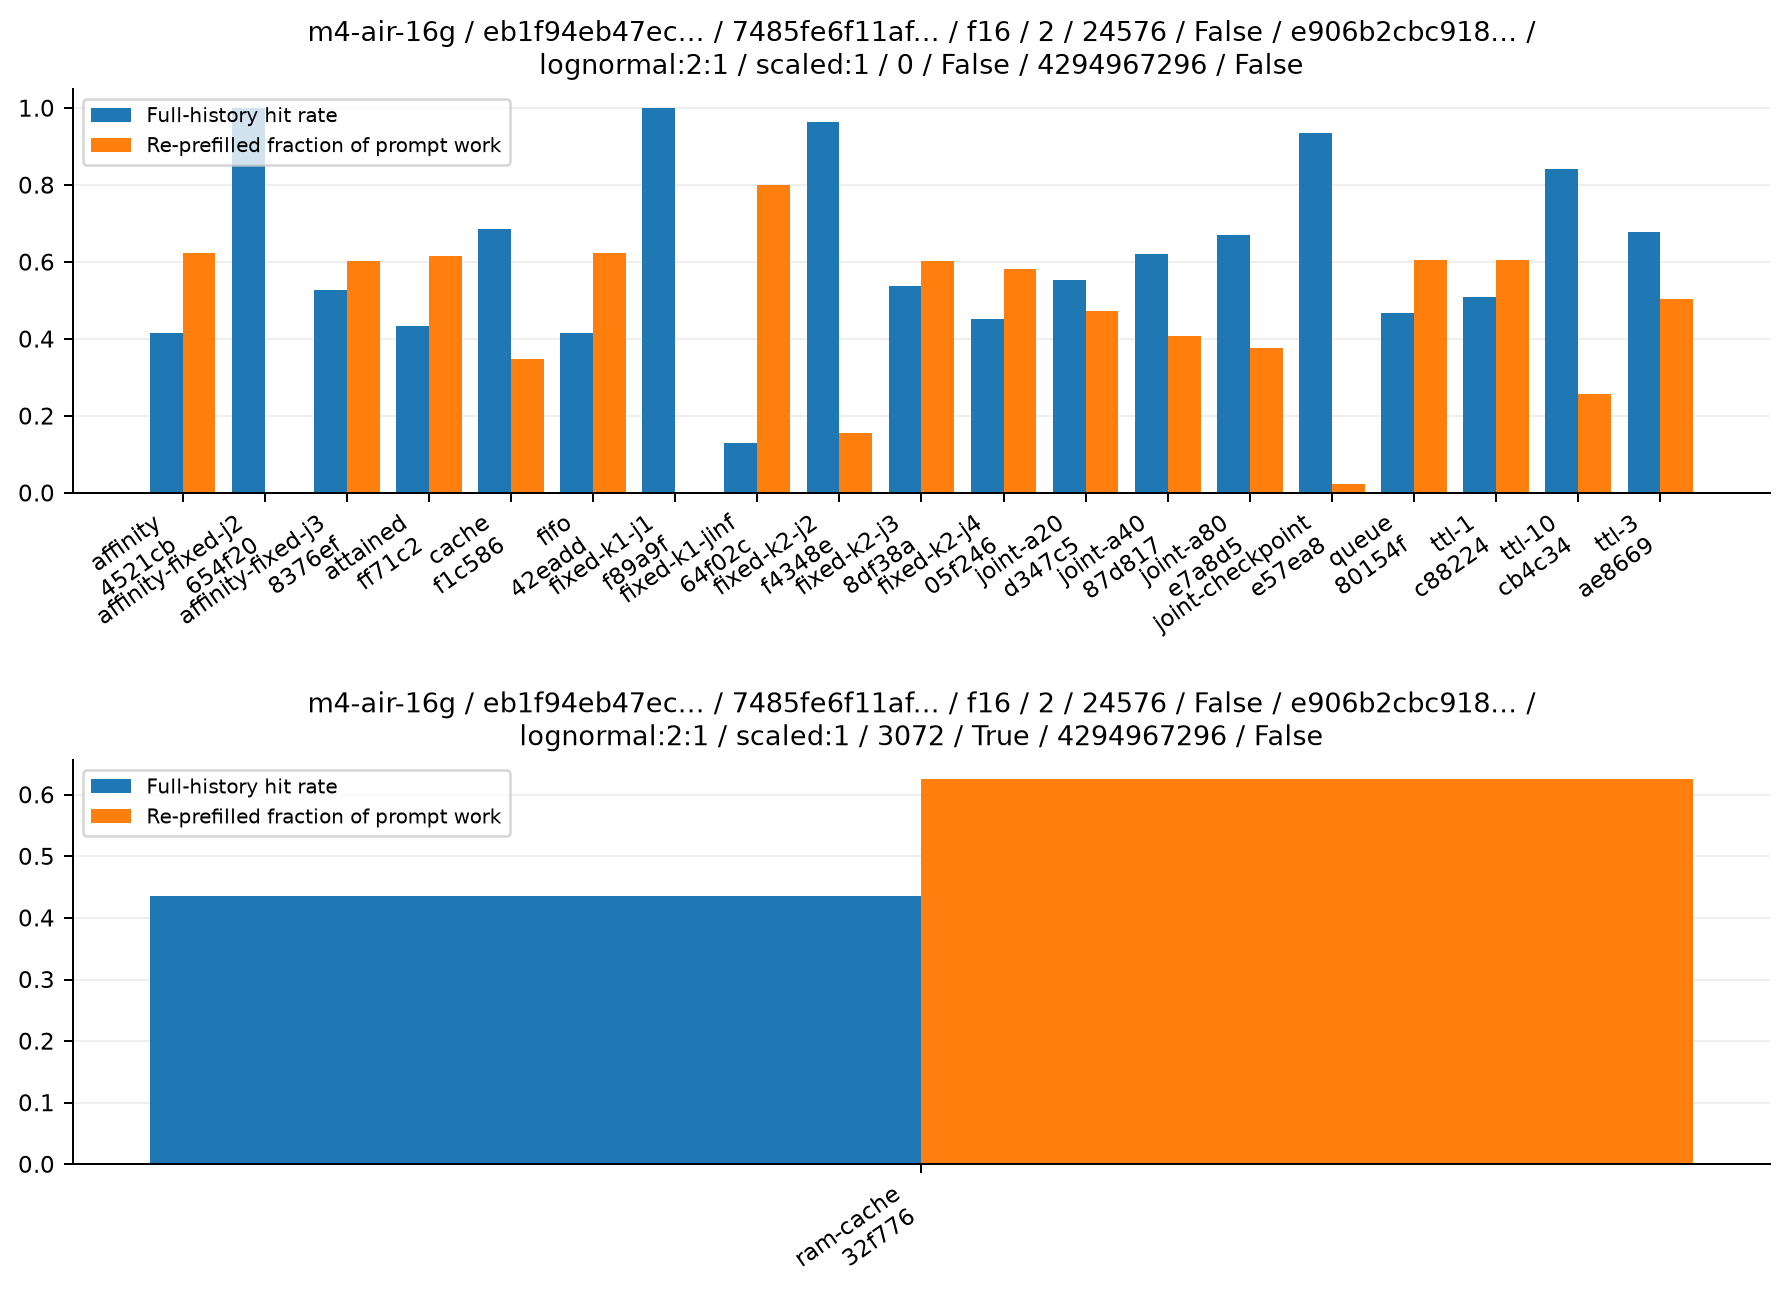 m4-air-16g / eb1f94eb47ec... / 7485fe6f11af... / f16 / 2 / 24576 / False / e906b2cbc918... /
lognormal:2:1 / scaled:1 / 0 / False / 4294967296 / False
Full-history hit rate
Re-prefilled fraction of prompt work
1.0
0.8
0.6
0.4
0.2
0.0
affinity
4521cb
affinity-fixed-j2
654f20
affinity-fixed-j3
8376ef
attained
ff71c2
cache
f1c586
fifo
42eadd
fixed-k1-j1
f89a9f
fixed-k1-jinf
64f02c
fixed-k2-j2
f4348e
fixed-k2-j3
8df38a
fixed-k2-j4
05f246
joint-a20
d347c5
joint-a40
87d817
joint-a80
e7a8d5
joint-checkpoint
e57ea8
queue
80154f
ttl-1
c88224
ttl-10
cb4c34
ttl-3
ae8669
m4-air-16g / eb1f94eb47ec... / 7485fe6f11af... / f16 / 2 / 24576 / False / e906b2cbc918... /
lognormal:2:1 / scaled:1 / 3072 / True / 4294967296 / False
Full-history hit rate
Re-prefilled fraction of prompt work
0.6
0.5
0.4
0.3
0.2
0.1
0.0
ram-cache
32f776